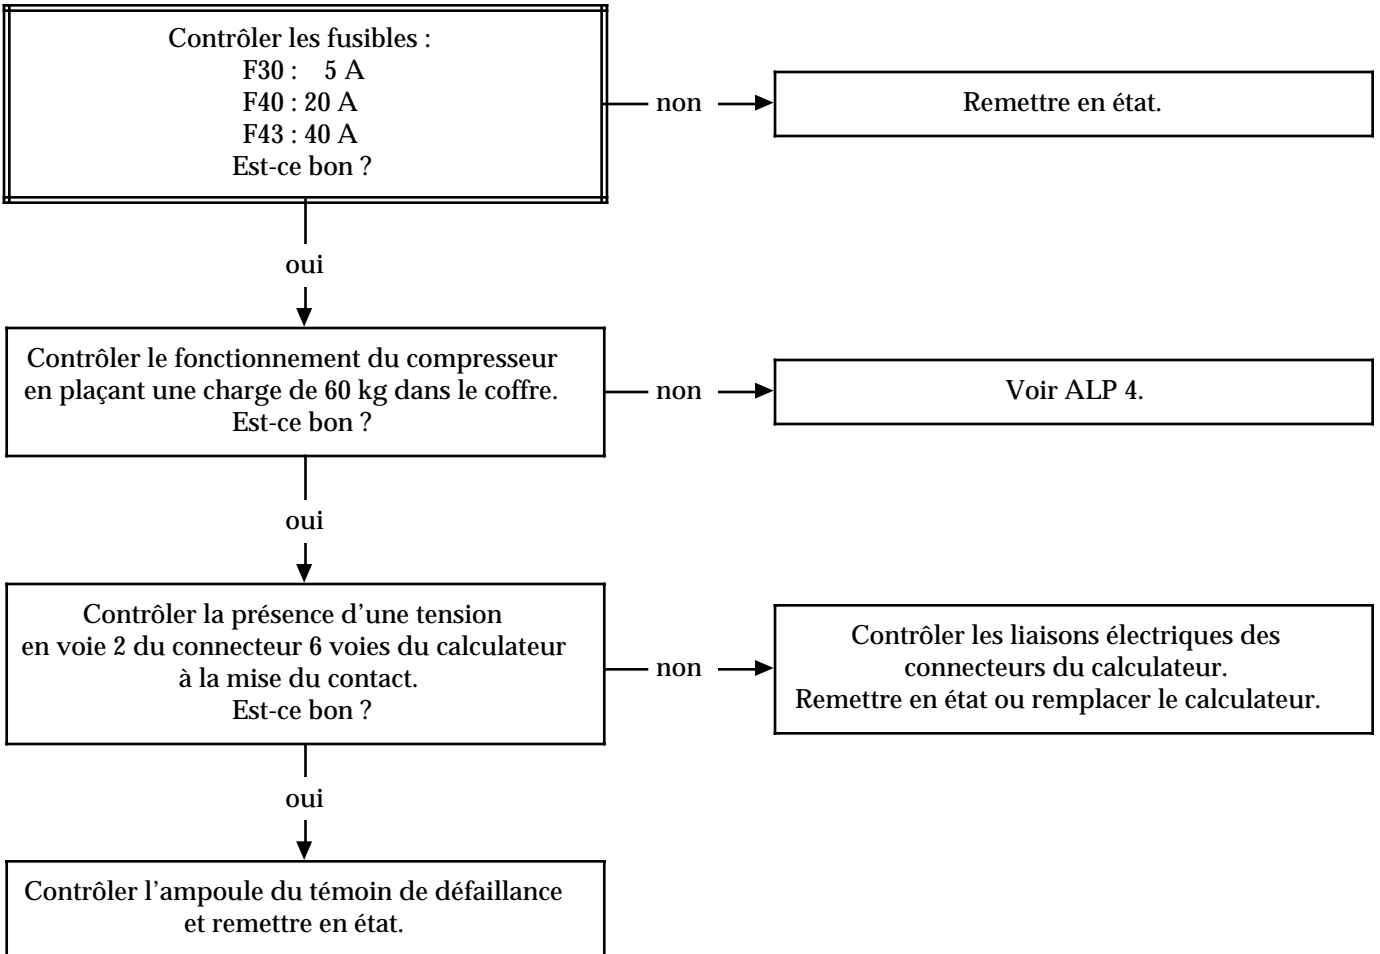 Contrôler les fusibles :
F30 : 5 A
F40 : 20 A
F43 : 40 A
Est-ce bon ?
non
Remettre en état.
oui
Contrôler le fonctionnement du compresseur
en plaçant une charge de 60 kg dans le coffre.
Est-ce bon ?
non
Voir ALP 4.
oui
Contrôler la présence d'une tension
en voie 2 du connecteur 6 voies du calculateur
à la mise du contact.
Est-ce bon ?
non
Contrôler les liaisons électriques des
connecteurs du calculateur.
Remettre en état ou remplacer le calculateur.
oui
Contrôler l'ampoule du témoin de défaillance
et remettre en état.